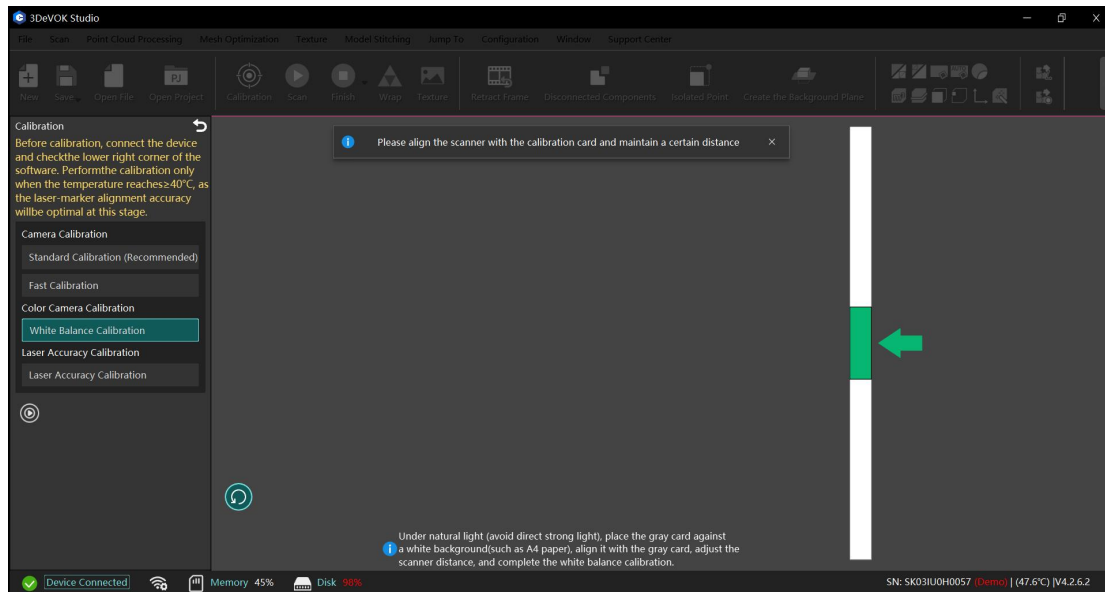 3DeVOK Studio
File Scan Point Cloud Processing Mesh Optimization Texture Model Stitching Jump To Configuration Window Support Center
New Save Open File Open Project Calibration Scan Finish Wrap Texture Retract Frame Disconnected Components Isolated Point Create the Background Plane
PJ
Calibration
Before calibration, connect the device
and checkthe lower right corner of the
software. Performthe calibration only
when the temperature reaches≥40°C, as
the laser-marker alignment accuracy
willbe optimal at this stage.
Camera Calibration
Standard Calibration (Recommended)
Fast Calibration
Color Camera Calibration
White Balance Calibration
Laser Accuracy Calibration
Laser Accuracy Calibration
Please align the scanner with the calibration card and maintain a certain distance
Under natural light (avoid direct strong light), place the gray card against
a white background(such as A4 paper), align it with the gray card, adjust the
scanner distance, and complete the white balance calibration.
Device Connected Memory 45% Disk 98% SN: SK03IU0H0057 (Demo) | (47.6°C) |V4.2.6.2